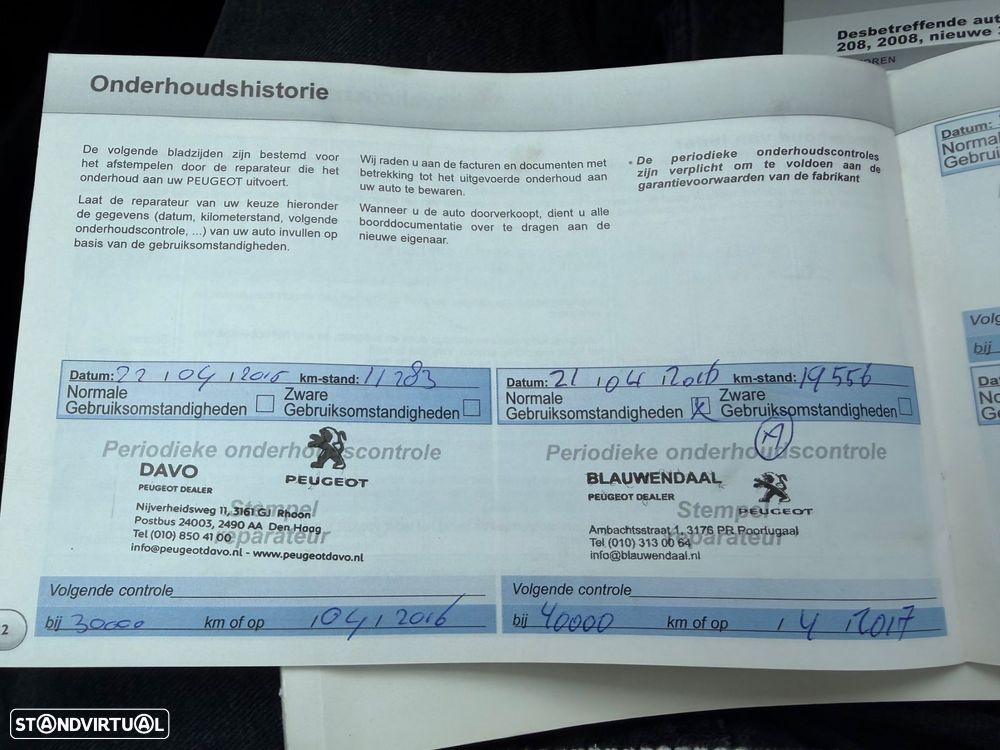 Desbetreffende aut
208, 2008, nieuwe
OREN
Onderhoudshistorie
De volgende bladzijden zijn bestemd voor
het afstempelen door de reparateur die het
onderhoud aan uw PEUGEOT uitvoert.
Laat de reparateur van uw keuze hieronder
de gegevens (datum, kilometerstand, volgende
onderhoudscontrole, ...) van uw auto invullen op
basis van de gebruiksomstandigheden.
Wij raden u aan de facturen en documenten met
betrekking tot het uitgevoerde onderhoud aan
uw auto te bewaren.
Wanneer u de auto doorverkoopt, dient u alle
boorddocumentatie over te dragen aan de
nieuwe eigenaar.
• De periodieke onderhoudscontroles
zijn verplicht om te voldoen aan de
garantievoorwaarden van de fabrikant
Datum: 22 / 04 / 2015 km-stand: 11283
Normale
Gebruiksomstandigheden
Zware
Gebruiksomstandigheden
Periodieke onderhoudscontrole
DAVO
PEUGEOT DEALER
PEUGEOT
Stempel
reparateur
Nijverheidsweg 11, 3161 GJ Rhoon
Postbus 24003, 2490 AA Den Haag
Tel (010) 850 41 00
info@peugeotdavo.nl - www.peugeotdavo.nl
Volgende controle
bij 30000 km of op / 04 / 2016
Datum: 21 / 04 / 2016 km-stand: 19556
Normale
Gebruiksomstandigheden X
Zware
Gebruiksomstandigheden
A
Periodieke onderhoudscontrole
BLAUWENDAAL
PEUGEOT DEALER
PEUGEOT
Stempel
reparateur
Ambachtsstraat 1, 3176 PR Poortugaal
Tel (010) 313 00 64
info@blauwendaal.nl
Volgende controle
bij 40000 km of op / 4 / 2017
Datum:
Norma
Gebrui
Volg
bij
Da
No
Ge
2
STANDVIRTUAL